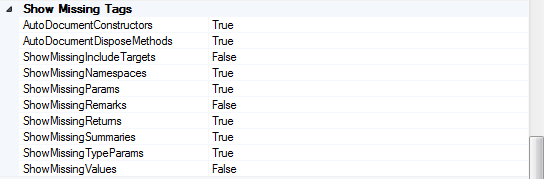 Show Missing Tags
AutoDocumentConstructors True
AutoDocumentDisposeMethods True
ShowMissingIncludeTargets False
ShowMissingNamespaces True
ShowMissingParams True
ShowMissingRemarks False
ShowMissingReturns True
ShowMissingSummaries True
ShowMissingTypeParams True
ShowMissingValues False